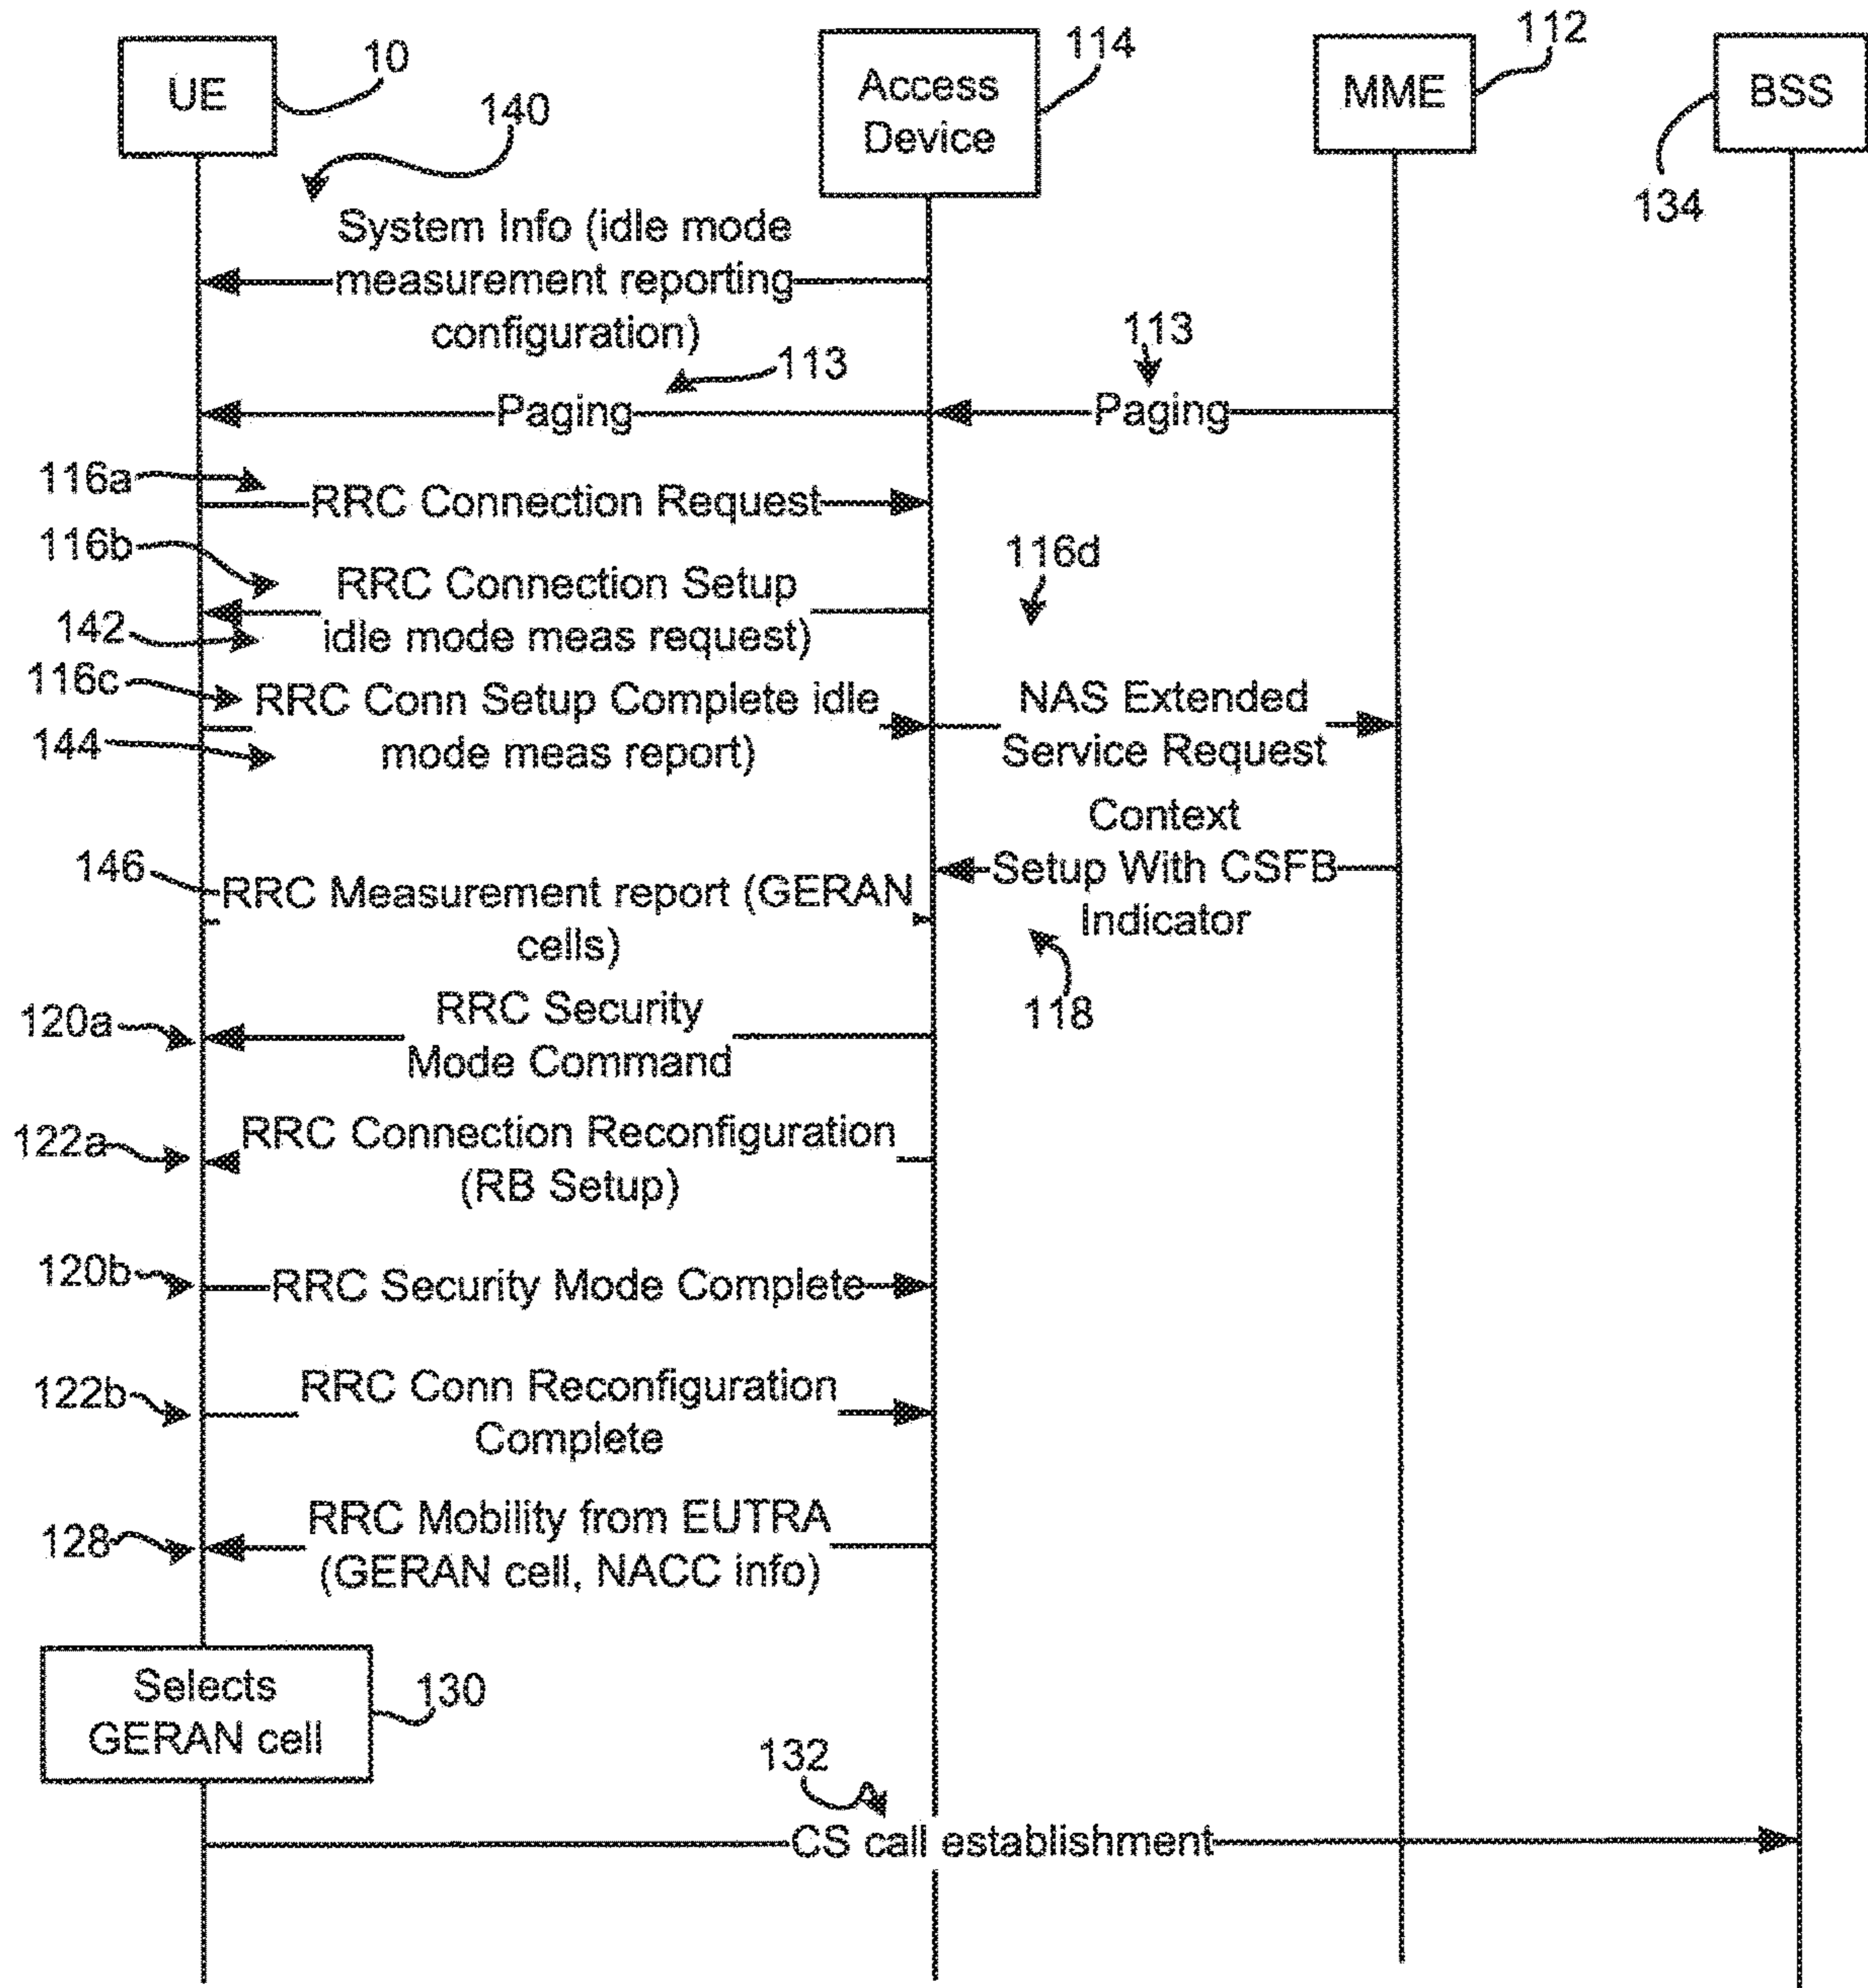 UE
10
Access
Device
114
MME
112
BSS
134
140
System Info (idle mode
measurement reporting
configuration)
113
Paging
113
Paging
116a
RRC Connection Request
116b
RRC Connection Setup
142
idle mode meas request)
116d
116c
RRC Conn Setup Complete idle
144
mode meas report)
NAS Extended
Service Request
Context
Setup With CSFB
Indicator
118
146
RRC Measurement report (GERAN
cells)
120a
RRC Security
Mode Command
122a
RRC Connection Reconfiguration
(RB Setup)
120b
RRC Security Mode Complete
122b
RRC Conn Reconfiguration
Complete
128
RRC Mobility from EUTRA
(GERAN cell, NACC info)
Selects
GERAN cell
130
132
CS call establishment